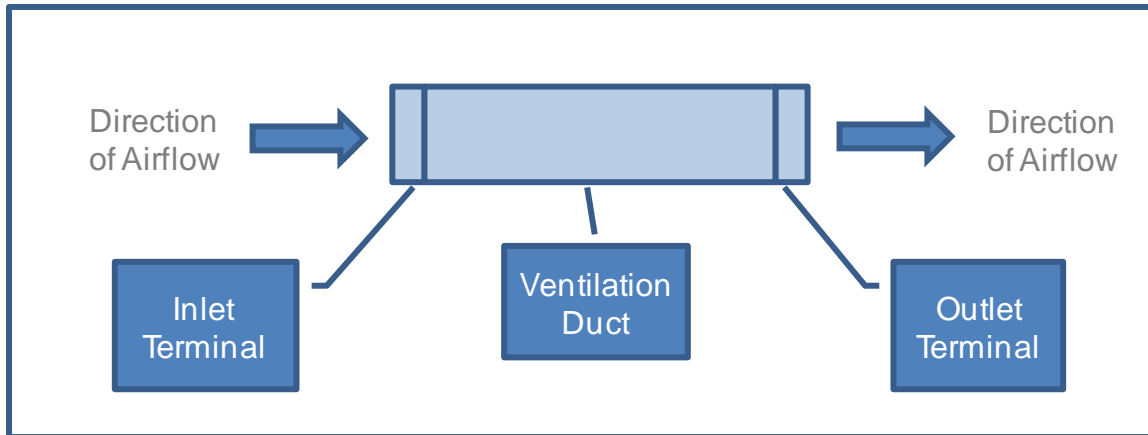 Direction
of Airflow
Direction
of Airflow
Inlet
Terminal
Ventilation
Duct
Outlet
Terminal